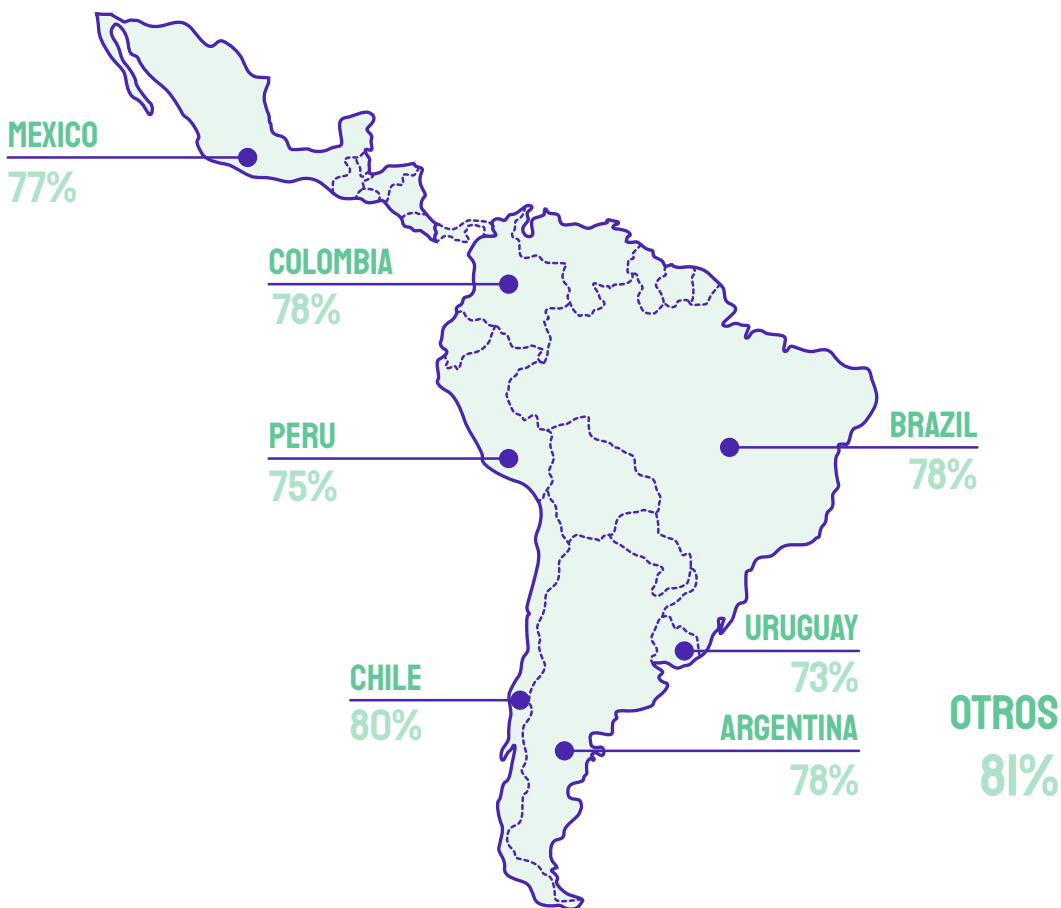 MEXICO
77%
COLOMBIA
78%
PERU
75%
BRAZIL
78%
URUGUAY
73%
CHILE
80%
ARGENTINA
78%
OTROS
81%